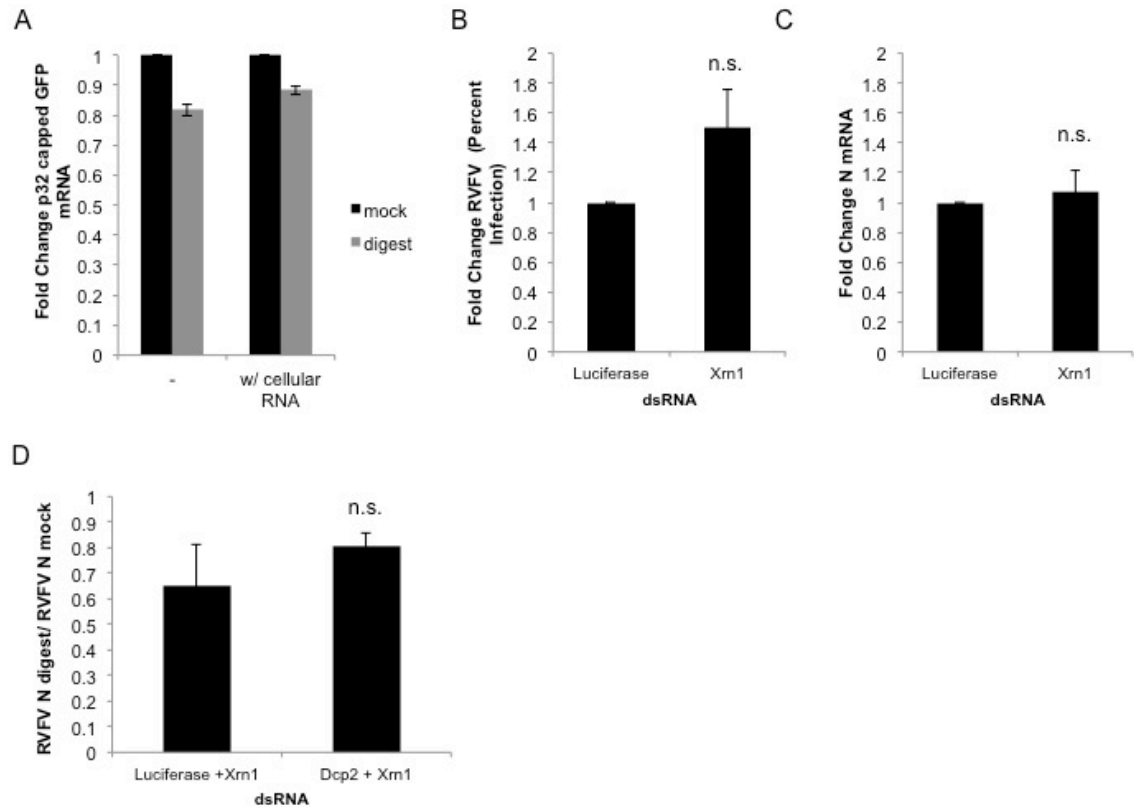 A
Fold Change p32 capped GFP
mRNA
1
0.9
0.8
0.7
0.6
0.5
0.4
0.3
0.2
0.1
0
-
w/ cellular
RNA
mock
digest
B
Fold Change RVFV (Percent
Infection)
2
1.8
1.6
1.4
1.2
1
0.8
0.6
0.4
0.2
0
n.s.
Luciferase
Xrn1
dsRNA
C
Fold Change N mRNA
2
1.8
1.6
1.4
1.2
1
0.8
0.6
0.4
0.2
0
n.s.
Luciferase
Xrn1
dsRNA
D
RVFV N digest/ RVFV N mock
1
0.9
0.8
0.7
0.6
0.5
0.4
0.3
0.2
0.1
0
n.s.
Luciferase +Xrn1
Dcp2 + Xrn1
dsRNA